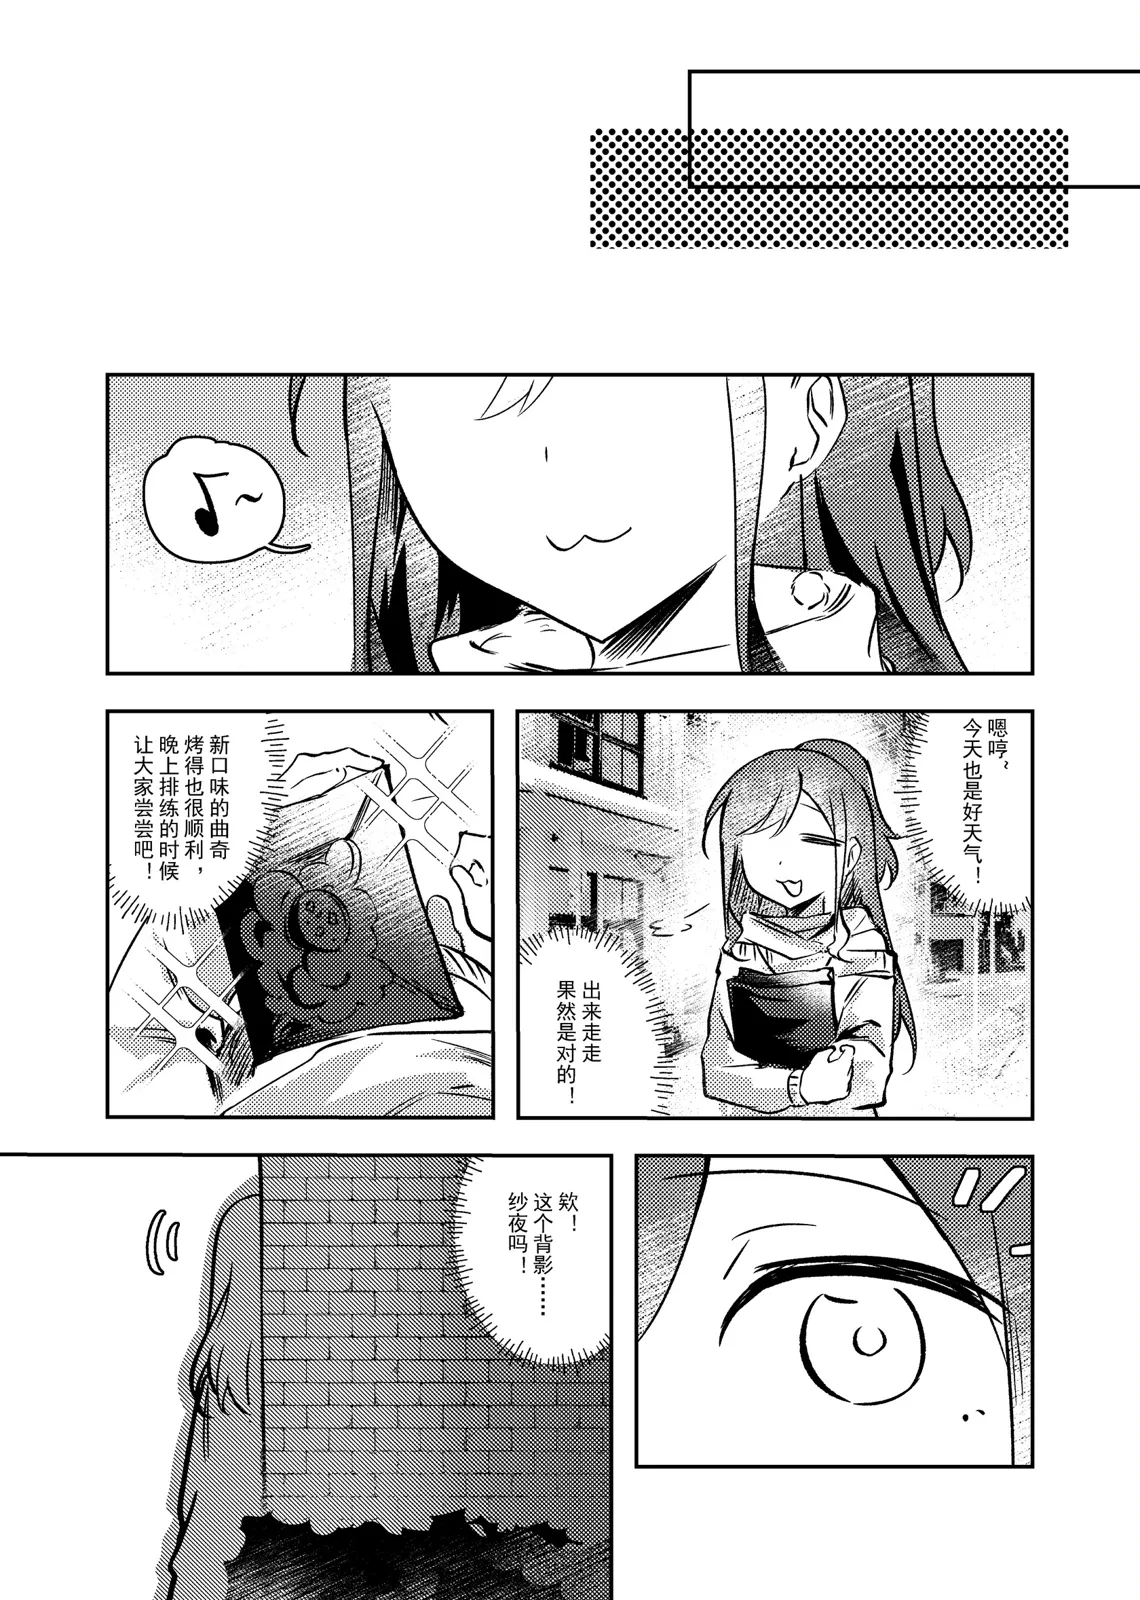 嗯哼~
今天也是好天气！
出来走走
果然是对的！
新口味的曲奇
烤得也很顺利，
晚上排练的时候
让大家尝尝吧！
欸！
这个背影……
纱夜吗！